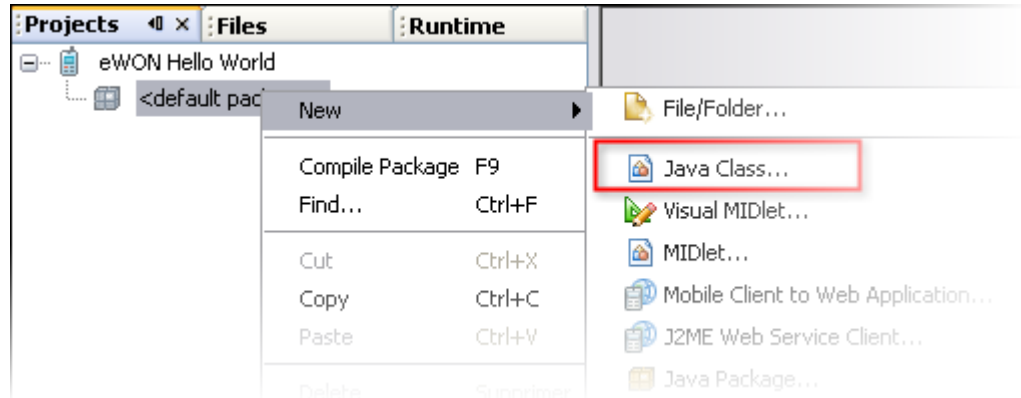 Projects
Files
Runtime
eWON Hello World
<default pac
New
Compile Package F9
Find... Ctrl+F
Cut Ctrl+X
Copy Ctrl+C
Paste Ctrl+V
Delete Supprimer
File/Folder...
Java Class...
Visual MIDlet...
MIDlet...
Mobile Client to Web Application...
J2ME Web Service Client...
Java Package...